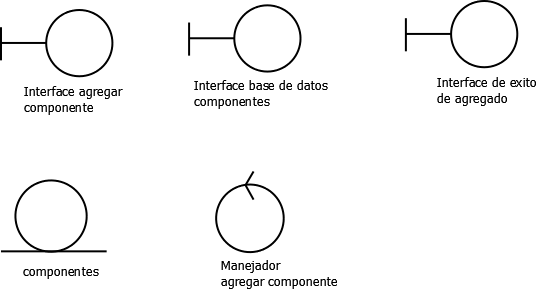 Interface agregar
componente
Interface base de datos
componentes
Interface de exito
de agregado
componentes
Manejador
agregar componente